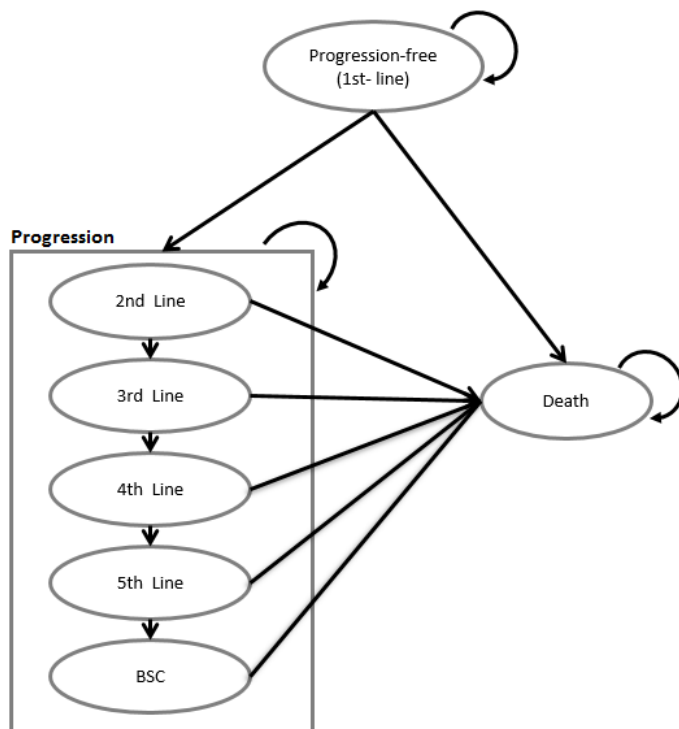 Progression-free
(1st- line)
Progression
2nd Line
3rd Line
4th Line
5th Line
BSC
Death